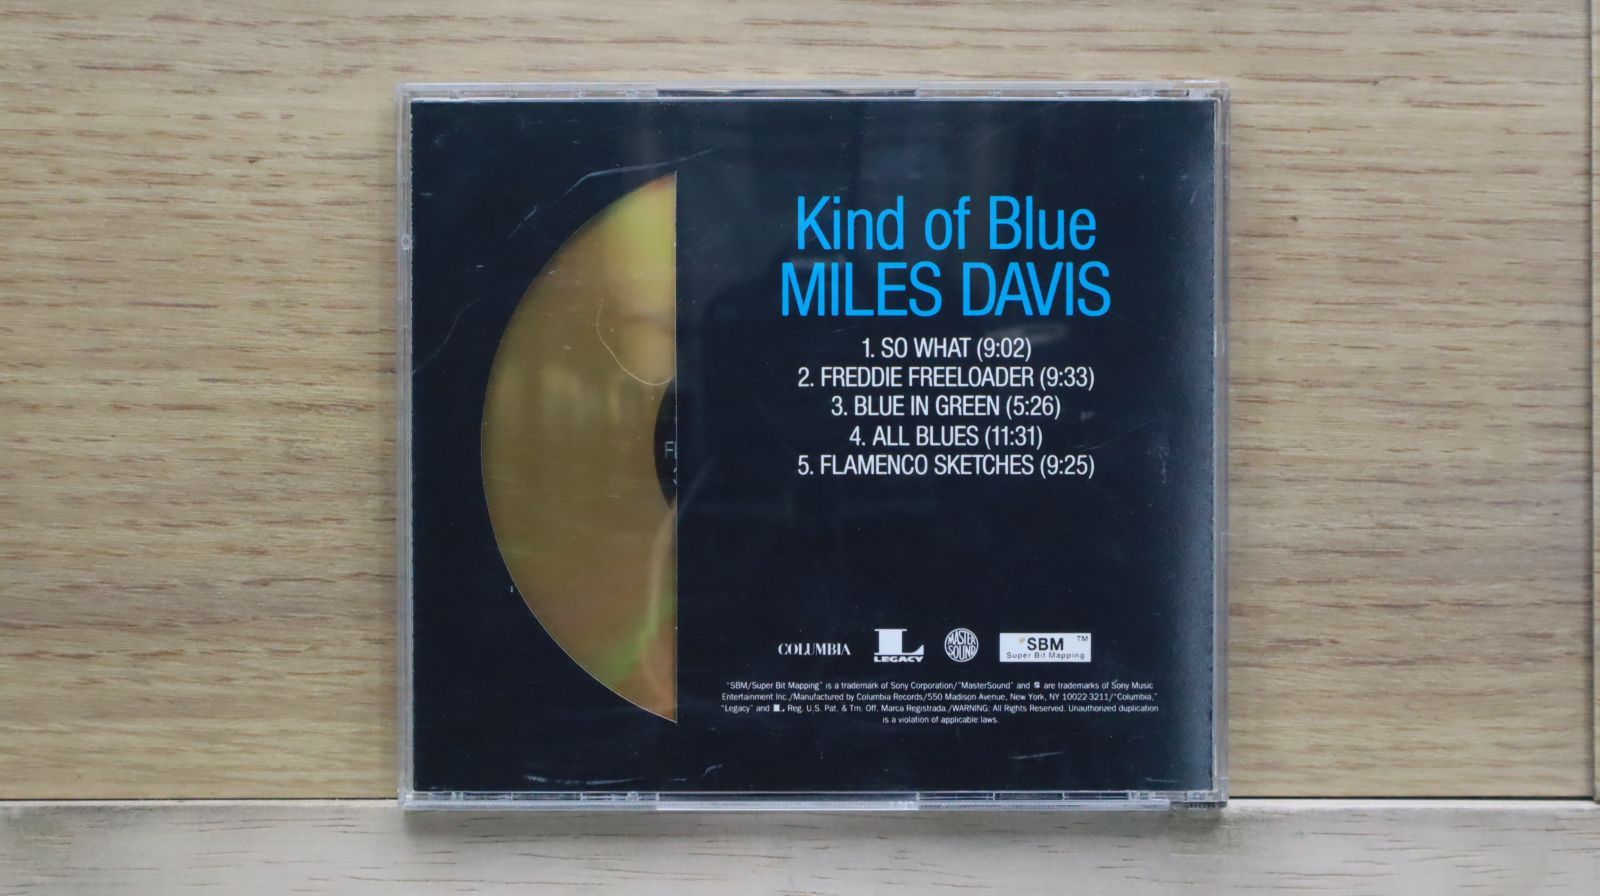 Kind of Blue
MILES DAVIS
1. SO WHAT (9:02)
2. FREDDIE FREELOADER (9:33)
3. BLUE IN GREEN (5:26)
4. ALL BLUES (11:31)
5. FLAMENCO SKETCHES (9:25)
COLUMBIA
L LEGACY
MASTER SOUND
SBM TM
Super Bit Mapping
"SBM/Super Bit Mapping" is a trademark of Sony Corporation/"MasterSound" and are trademarks of Sony Music
Entertainment Inc./Manufactured by Columbia Records/550 Madison Avenue, New York, NY 10022-3211/"Columbia,"
"Legacy" and L Reg. U.S. Pat. & Tm. Off. Marca Registrada./WARNING: All Rights Reserved. Unauthorized duplication
is a violation of applicable laws.